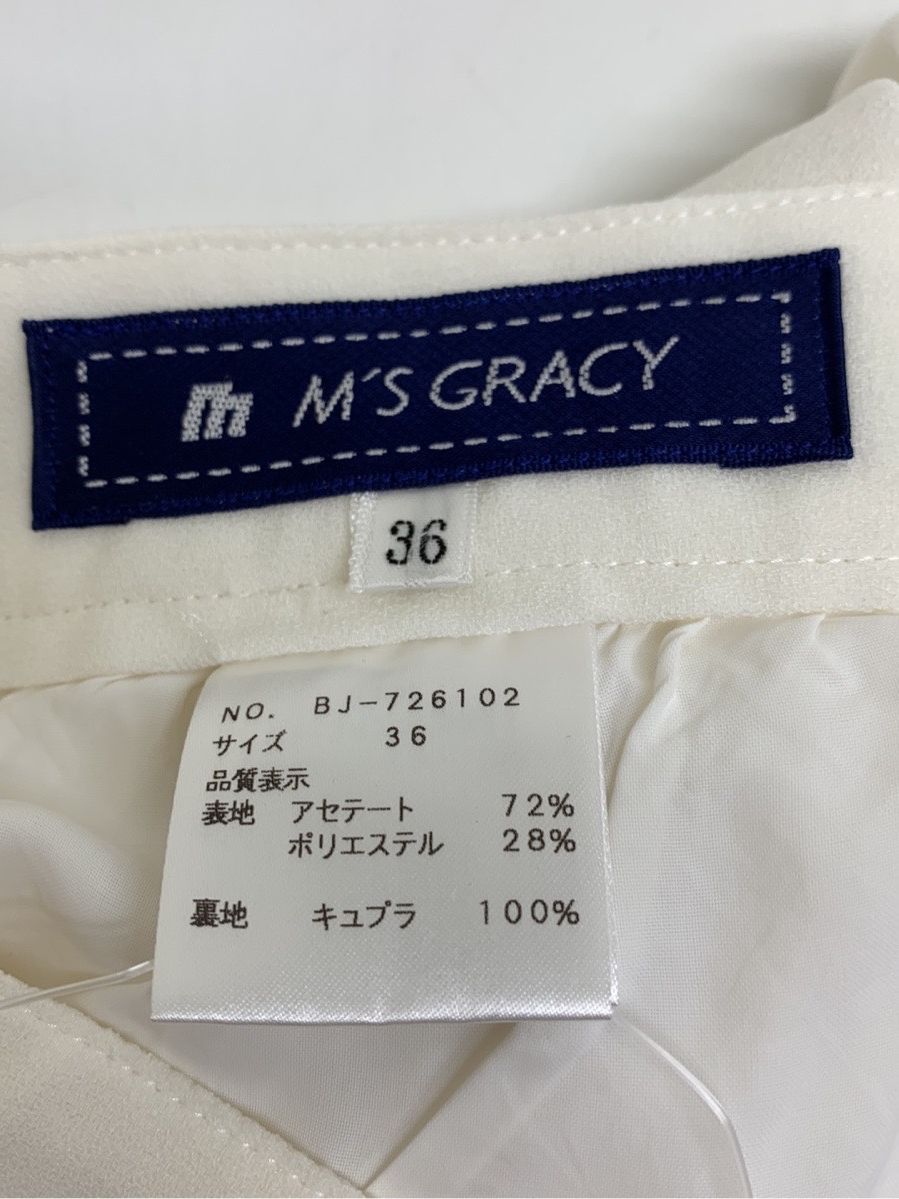 M'S GRACY
36
NO. BJ-726102
サイズ 36
品質表示
表地 アセテート 72%
ポリエステル 28%
裏地 キュプラ 100%